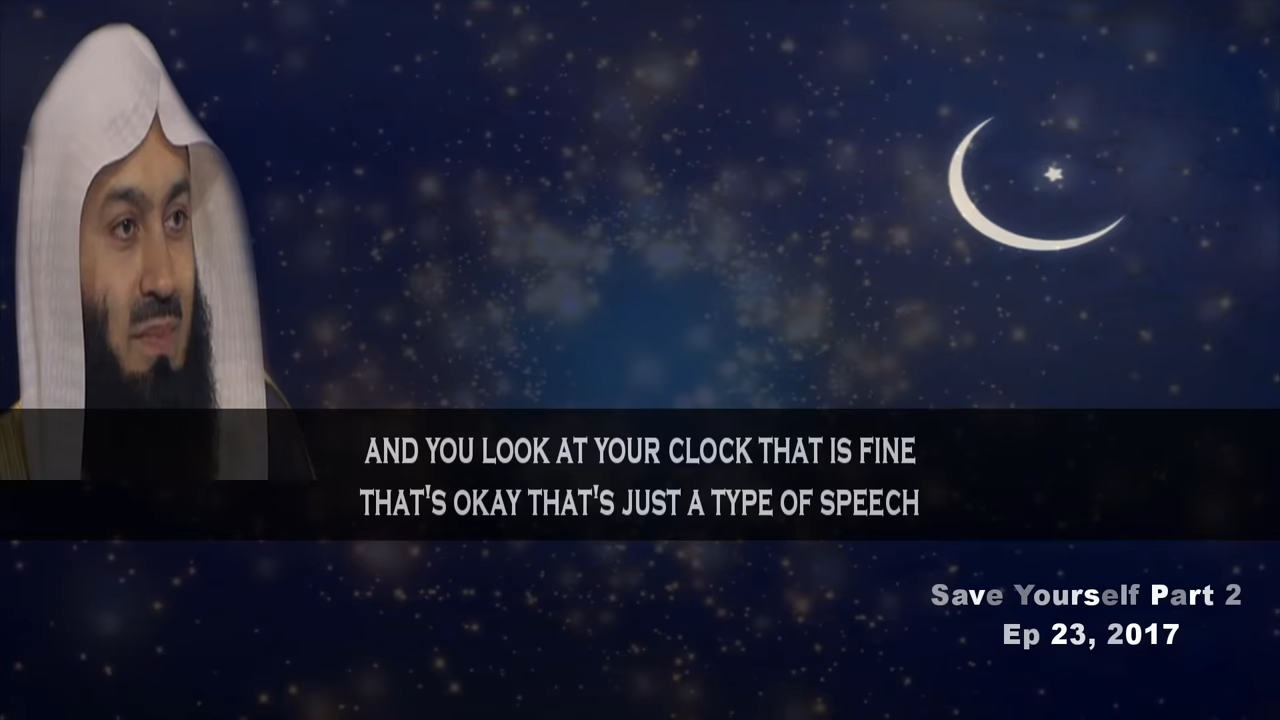 AND YOU LOOK AT YOUR CLOCK THAT IS FINE
THAT'S OKAY THAT'S JUST A TYPE OF SPEECH
Save Yourself Part 2
Ep 23, 2017